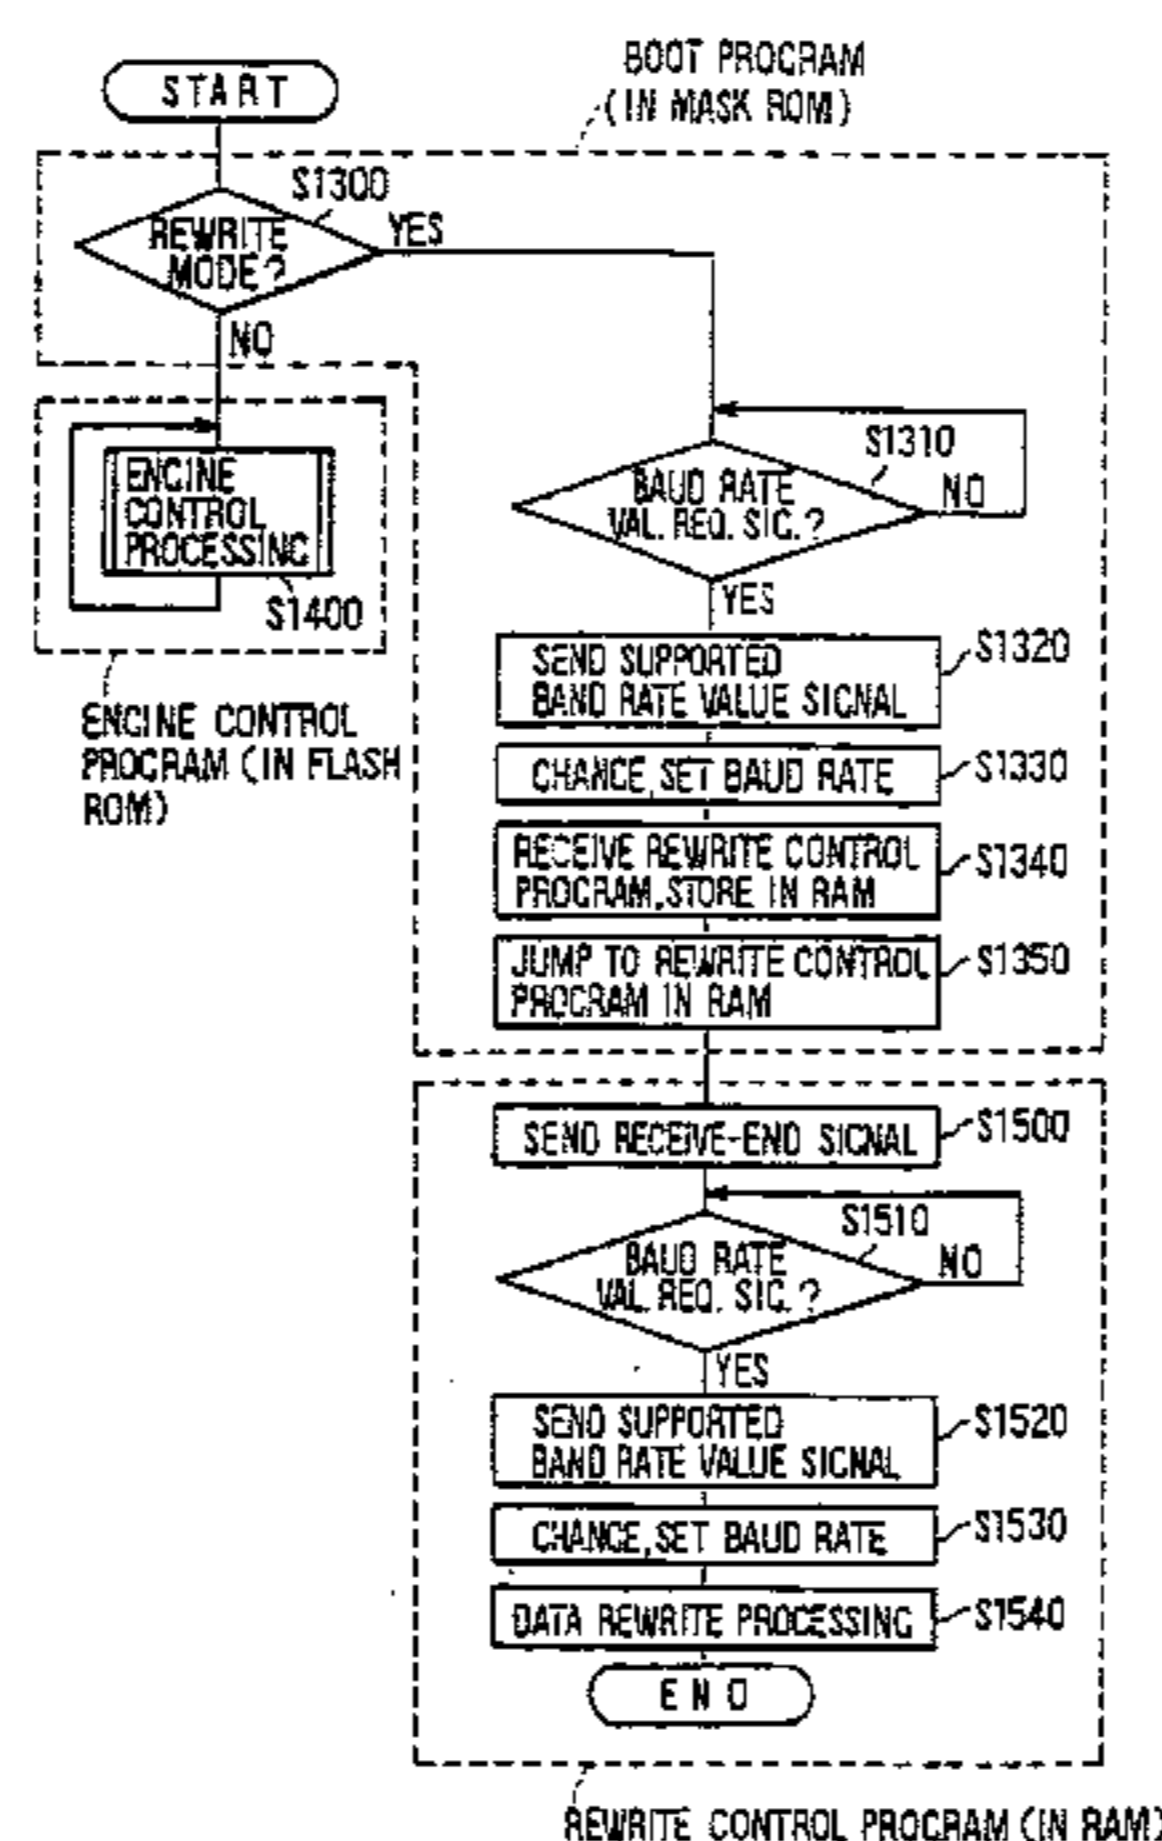 BOOT PROGRAM
(IN MASK ROM)
START
S1300
REWRITE
MODE?
YES
NO
ENGINE
CONTROL
PROCESSING
S1400
ENGINE CONTROL
PROGRAM (IN FLASH
ROM)
S1310
BAUD RATE
VAL. REQ. SIG.?
NO
YES
SEND SUPPORTED
BAND RATE VALUE SIGNAL
S1320
CHANGE, SET BAUD RATE
S1330
RECEIVE REWRITE CONTROL
PROGRAM, STORE IN RAM
S1340
JUMP TO REWRITE CONTROL
PROGRAM IN RAM
S1350
SEND RECEIVE-END SIGNAL
S1500
S1510
BAUD RATE
VAL. REQ. SIG.?
NO
YES
SEND SUPPORTED
BAND RATE VALUE SIGNAL
S1520
CHANGE, SET BAUD RATE
S1530
DATA REWRITE PROCESSING
S1540
END
REWRITE CONTROL PROGRAM (IN RAM)